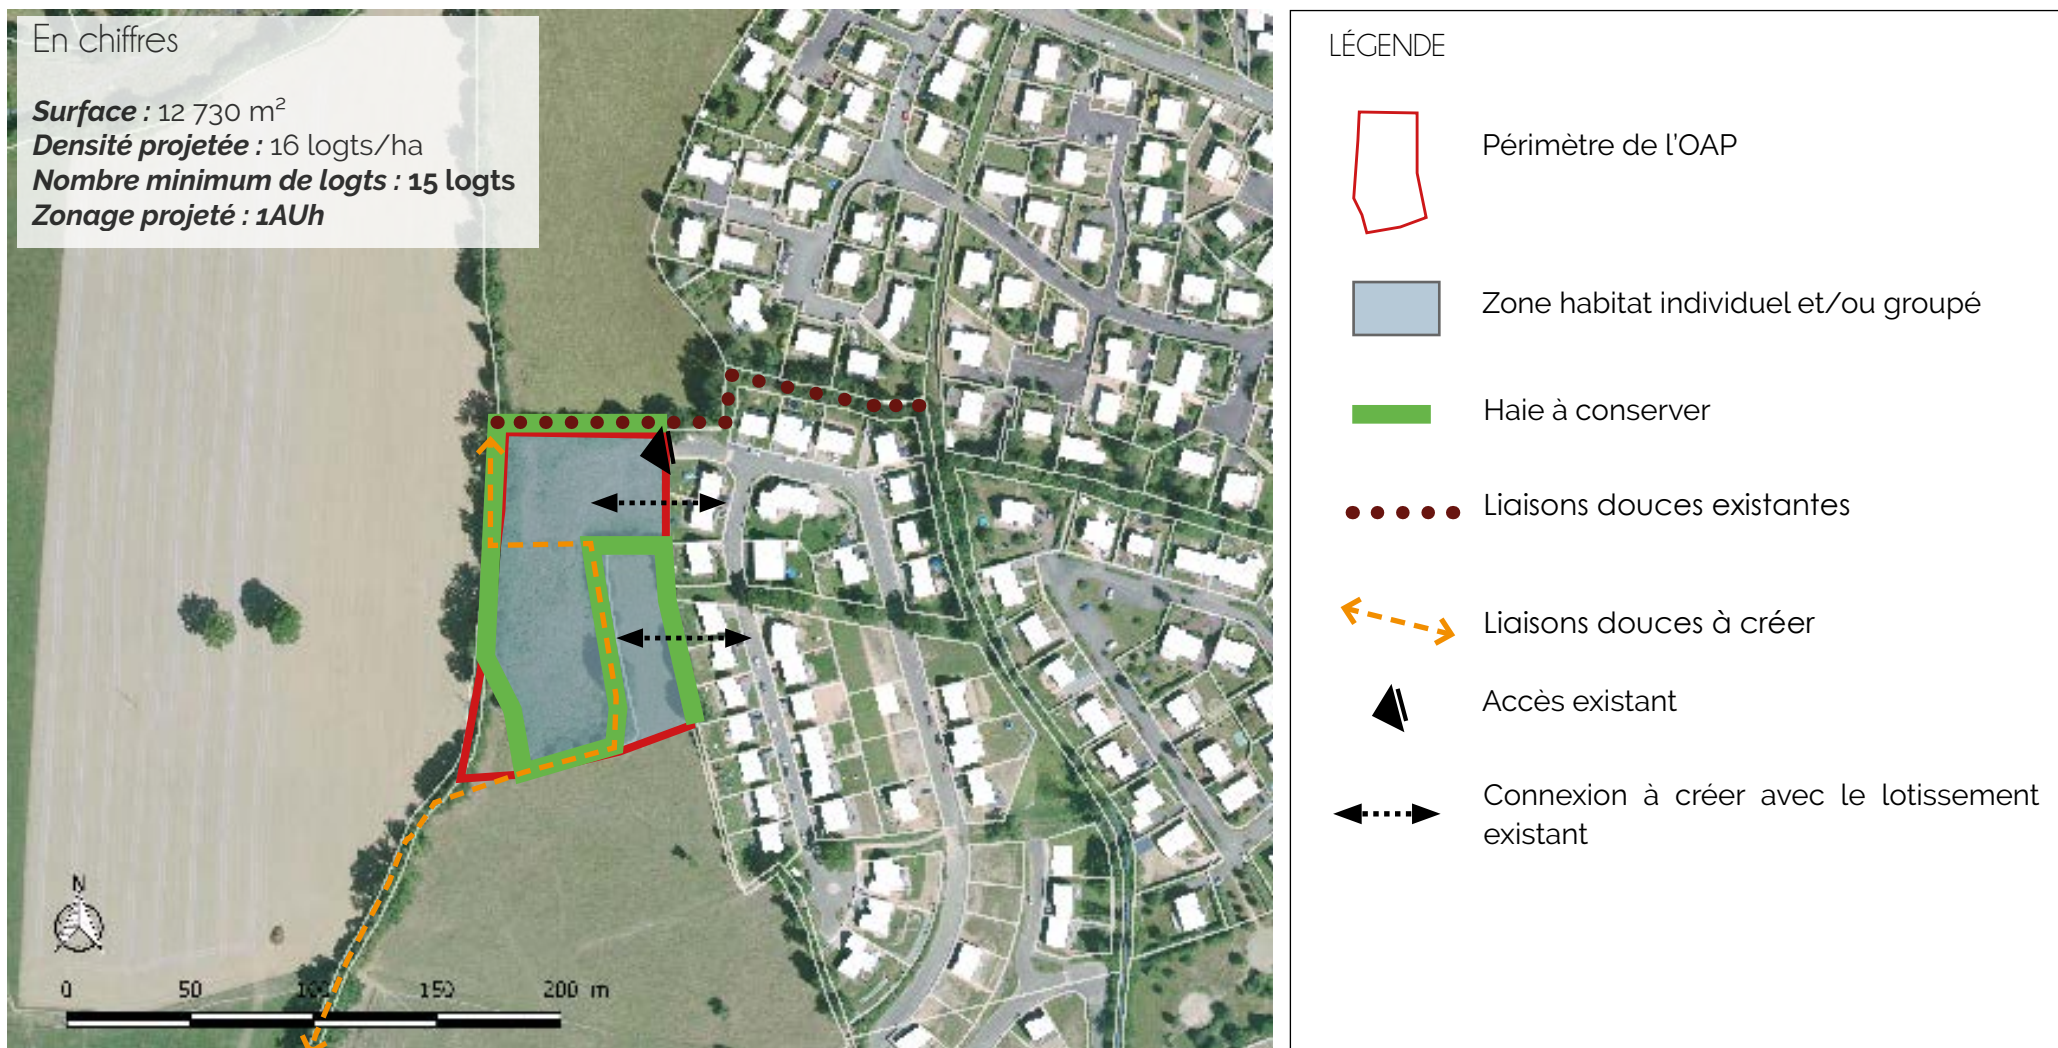 En chiffres
Surface : 12 730 m²
Densité projetée : 16 logts/ha
Nombre minimum de logts : 15 logts
Zonage projeté : 1AUh
N
0 50 100 150 200 m
LÉGENDE
Périmètre de l'OAP
Zone habitat individuel et/ou groupé
Haie à conserver
Liaisons douces existantes
Liaisons douces à créer
Accès existant
Connexion à créer avec le lotissement
existant